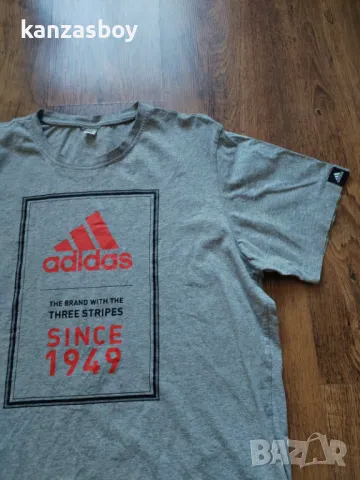 kanzasboy
adidas
THE BRAND WITH THE
THREE STRIPES
SINCE
1949
BAZAR